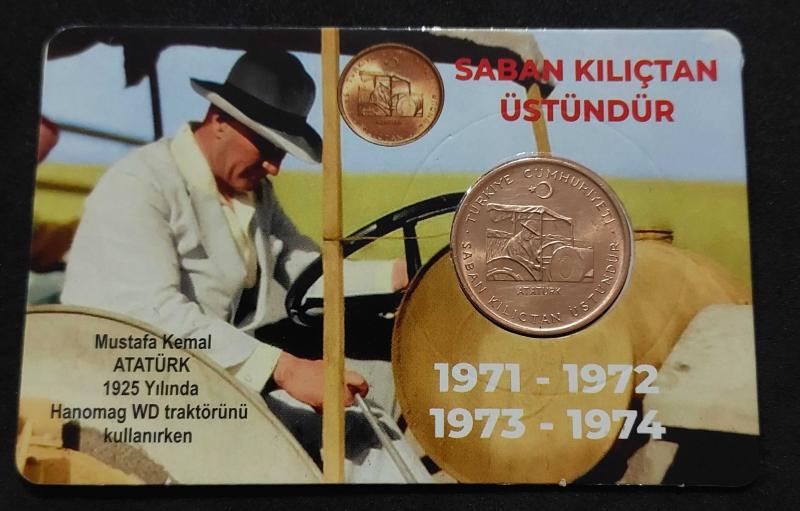 SABAN KILIÇTAN
ÜSTÜNDÜR
TÜRKİYE CUMHURİYETİ
SABAN KILIÇTAN ÜSTÜNDÜR
ATATÜRK
Mustafa Kemal
ATATÜRK
1925 Yılında
Hanomag WD traktörünü
kullanırken
1971 - 1972
1973 - 1974